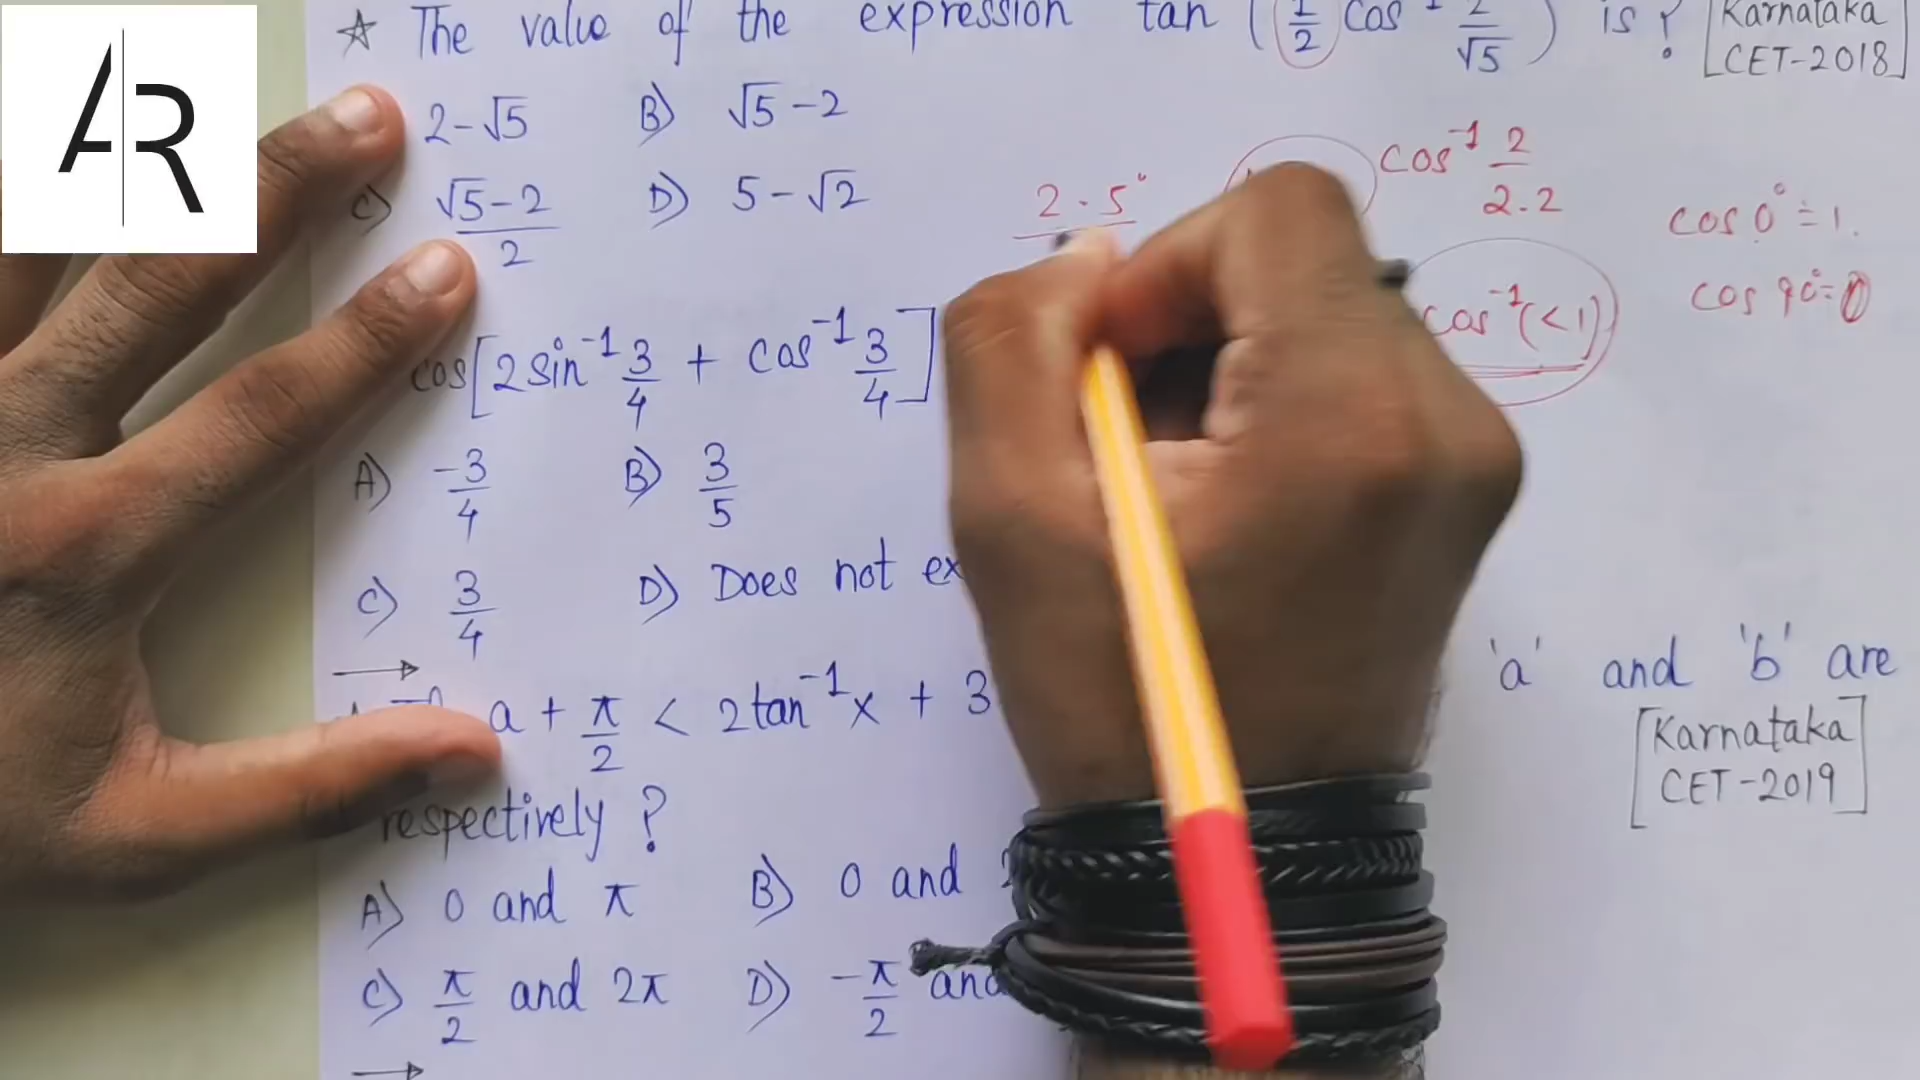 AR
☆ The value of the expression tan (1/2 cos⁻¹ 2/√5) is? [Karnataka CET-2018]
2-√5 B) √5-2
C) (√5-2)/2 D) 5-√2
2.5°
cos⁻¹ 2/2.2
cos 0° = 1.
cos⁻¹(<1)
cos 90° = 0
cos[2 sin⁻¹ 3/4 + cos⁻¹ 3/4]
A) -3/4 B) 3/5
C) 3/4 D) Does not
a + π/2 < 2tan⁻¹x + 3 'a' and 'b' are
respectively? [Karnataka CET-2019]
A) 0 and π B) 0 and
C) π/2 and 2π D) -π/2 and